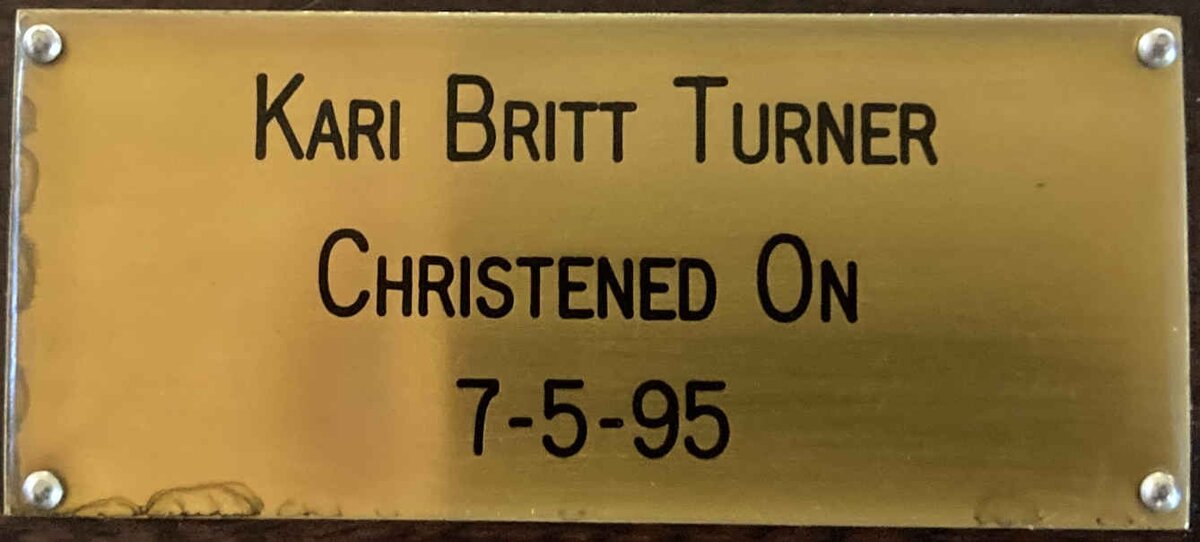 Kari Britt Turner
Christened On
7-5-95